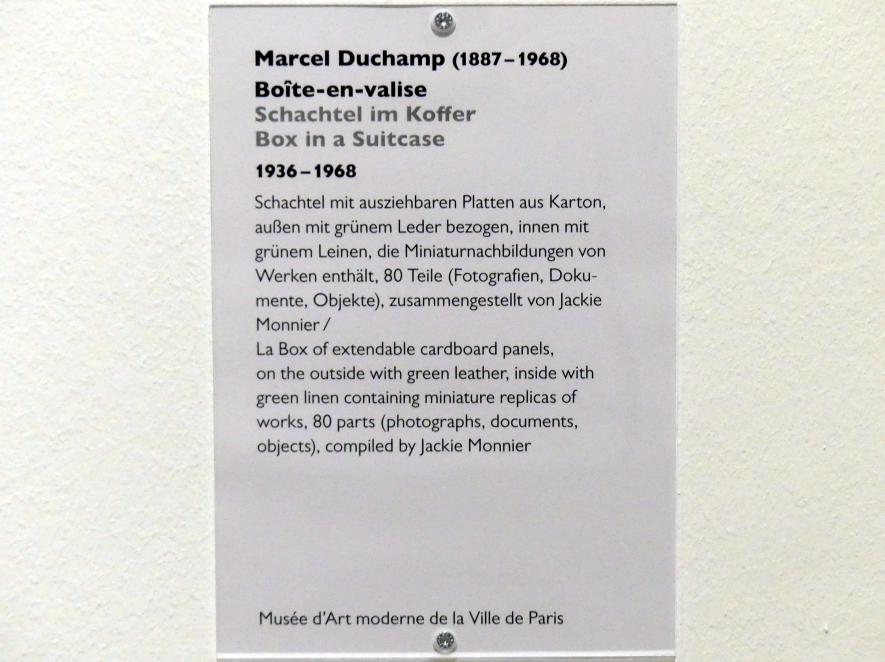 Marcel Duchamp (1887–1968)
Boîte-en-valise
Schachtel im Koffer
Box in a Suitcase
1936–1968
Schachtel mit ausziehbaren Platten aus Karton,
außen mit grünem Leder bezogen, innen mit
grünem Leinen, die Miniaturnachbildungen von
Werken enthält, 80 Teile (Fotografien, Doku-
mente, Objekte), zusammengestellt von Jackie
Monnier /
La Box of extendable cardboard panels,
on the outside with green leather, inside with
green linen containing miniature replicas of
works, 80 parts (photographs, documents,
objects), compiled by Jackie Monnier
Musée d'Art moderne de la Ville de Paris